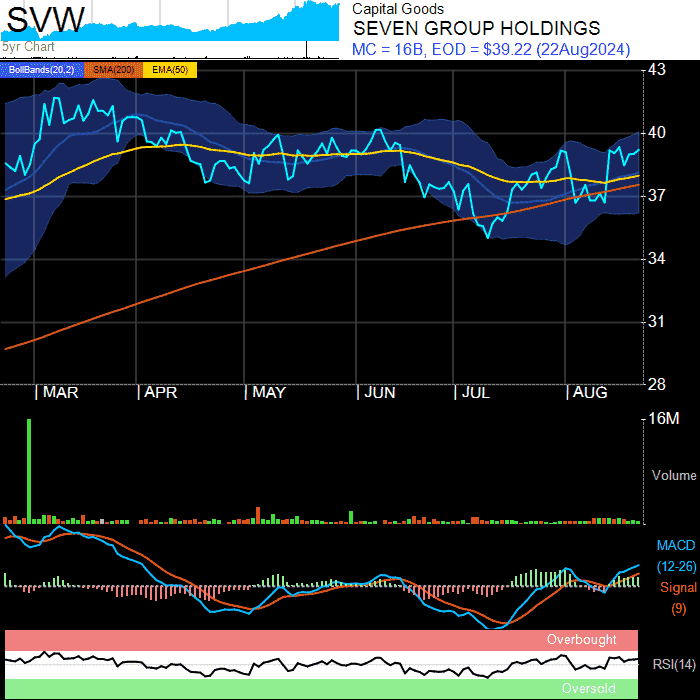 SVW
5yr Chart
Capital Goods
SEVEN GROUP HOLDINGS
MC = 16B, EOD = $39.22 (22Aug2024)
BollBands(20,2) SMA(200) EMA(50)
43
40
37
34
31
28
| MAR | APR | MAY | JUN | JUL | AUG
16M
Volume
MACD
(12-26)
Signal
(9)
Overbought
RSI(14)
Oversold